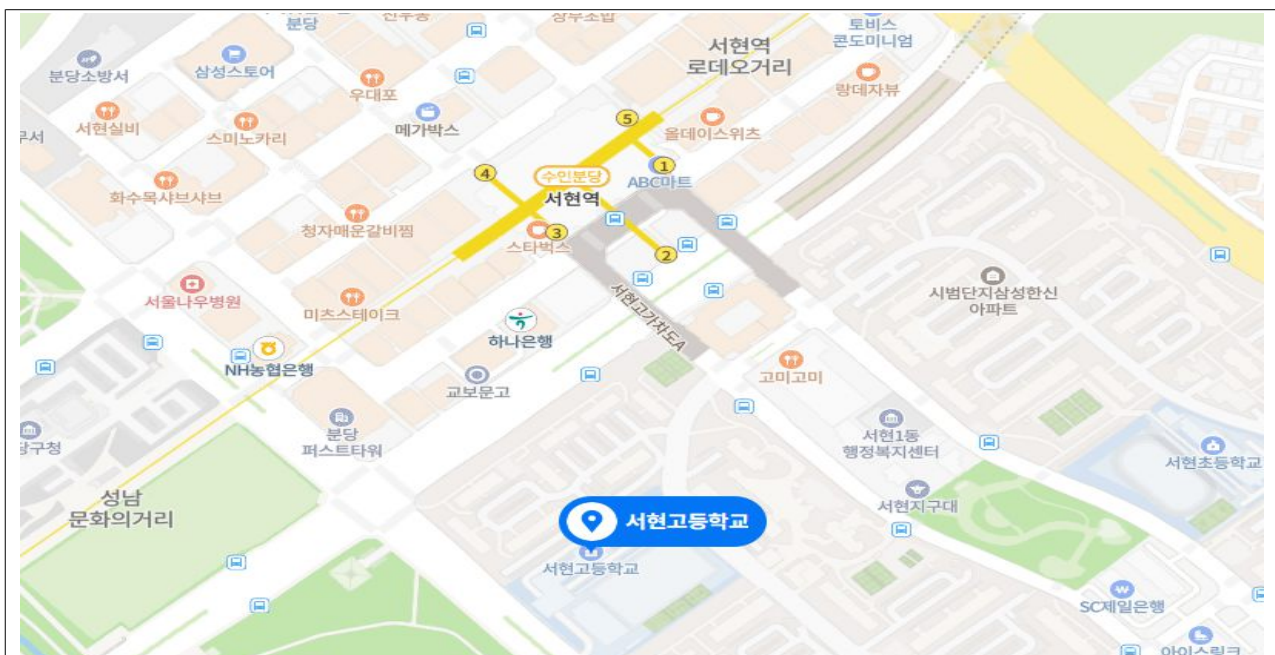 분당
토비스
콘도미니엄
서현역
로데오거리
분당소방서
삼성스토어
우대포
랑데자뷰
서현실비
스미노카리
메가박스
5
올데이스위츠
1
ABC마트
4
수인분당
서현역
화수목샤브샤브
청자매운갈비찜
3
스타벅스
2
서울나우병원
미츠스테이크
서현고가차도A
시범단지삼성한신
아파트
하나은행
NH농협은행
교보문고
고미고미
분당
퍼스트타워
서현1동
행정복지센터
서현초등학교
성남
문화의거리
서현지구대
서현고등학교
서현고등학교
SC제일은행
아이스링크